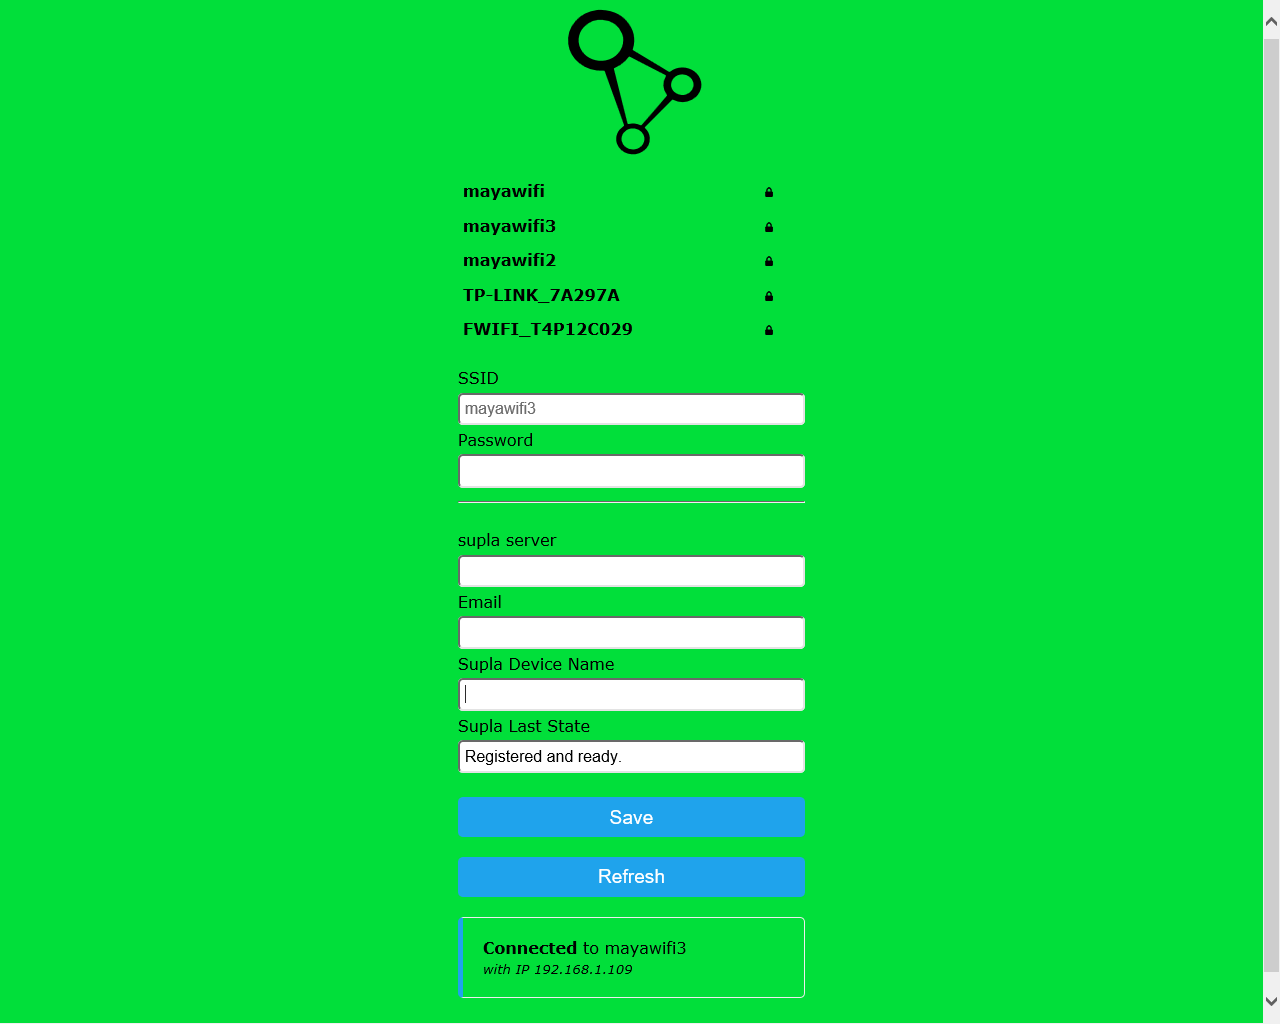 mayawifi
mayawifi3
mayawifi2
TP-LINK_7A297A
FWIFI_T4P12C029
SSID
mayawifi3
Password
supla server
Email
Supla Device Name
Supla Last State
Registered and ready.
Save
Refresh
Connected to mayawifi3
with IP 192.168.1.109